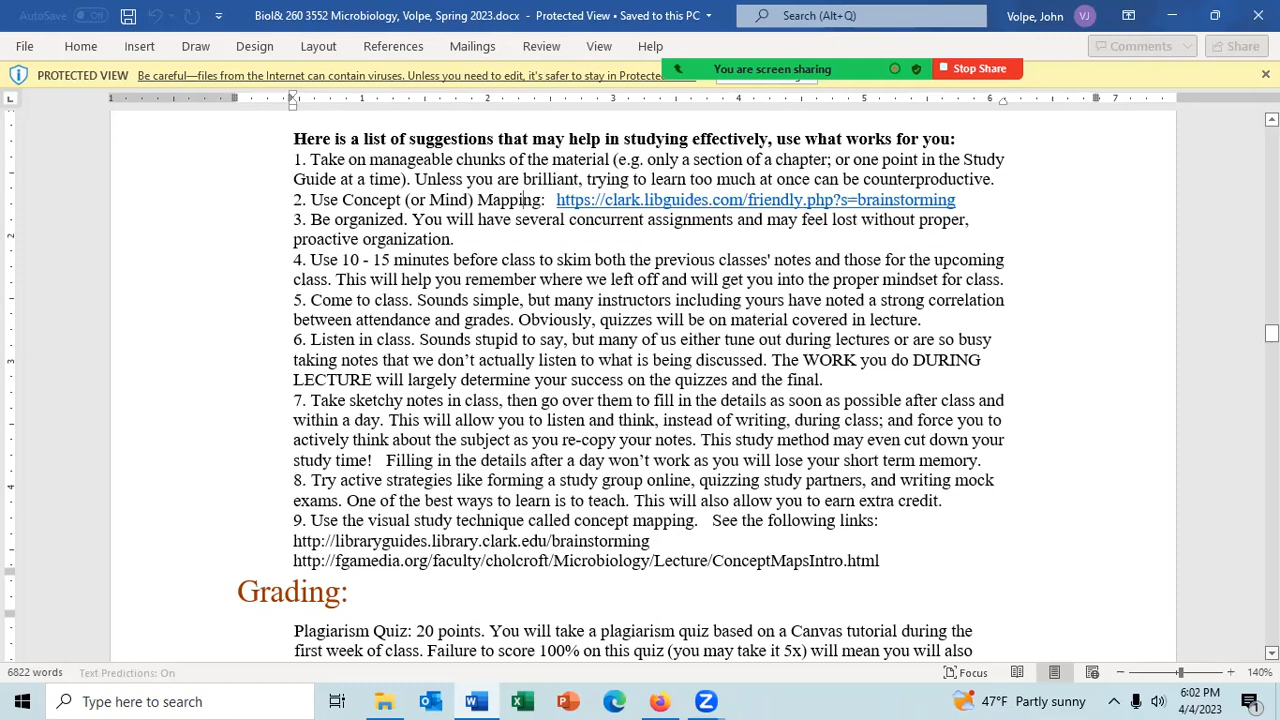 AutoSave Off Biol& 260 3552 Microbiology, Volpe, Spring 2023.docx - Protected View • Saved to this PC Search (Alt+Q) Volpe, John VJ
File Home Insert Draw Design Layout References Mailings Review View Help Comments Share
You are screen sharing Stop Share
PROTECTED VIEW Be careful—files from the Internet can contain viruses. Unless you need to edit, it's safer to stay in Protected
1 1 2 3 4 5 6 7
Here is a list of suggestions that may help in studying effectively, use what works for you:
1. Take on manageable chunks of the material (e.g. only a section of a chapter; or one point in the Study
Guide at a time). Unless you are brilliant, trying to learn too much at once can be counterproductive.
2. Use Concept (or Mind) Mapping: https://clark.libguides.com/friendly.php?s=brainstorming
3. Be organized. You will have several concurrent assignments and may feel lost without proper,
proactive organization.
4. Use 10 - 15 minutes before class to skim both the previous classes' notes and those for the upcoming
class. This will help you remember where we left off and will get you into the proper mindset for class.
5. Come to class. Sounds simple, but many instructors including yours have noted a strong correlation
between attendance and grades. Obviously, quizzes will be on material covered in lecture.
6. Listen in class. Sounds stupid to say, but many of us either tune out during lectures or are so busy
taking notes that we don’t actually listen to what is being discussed. The WORK you do DURING
LECTURE will largely determine your success on the quizzes and the final.
7. Take sketchy notes in class, then go over them to fill in the details as soon as possible after class and
within a day. This will allow you to listen and think, instead of writing, during class; and force you to
actively think about the subject as you re-copy your notes. This study method may even cut down your
study time! Filling in the details after a day won’t work as you will lose your short term memory.
8. Try active strategies like forming a study group online, quizzing study partners, and writing mock
exams. One of the best ways to learn is to teach. This will also allow you to earn extra credit.
9. Use the visual study technique called concept mapping. See the following links:
http://libraryguides.library.clark.edu/brainstorming
http://fgamedia.org/faculty/cholcroft/Microbiology/Lecture/ConceptMapsIntro.html
Grading:
Plagiarism Quiz: 20 points. You will take a plagiarism quiz based on a Canvas tutorial during the
first week of class. Failure to score 100% on this quiz (you may take it 5x) will mean you will also
2
3
4
6822 words Text Predictions: On Focus 140%
Type here to search 47°F Partly sunny 6:02 PM
4/4/2023 1